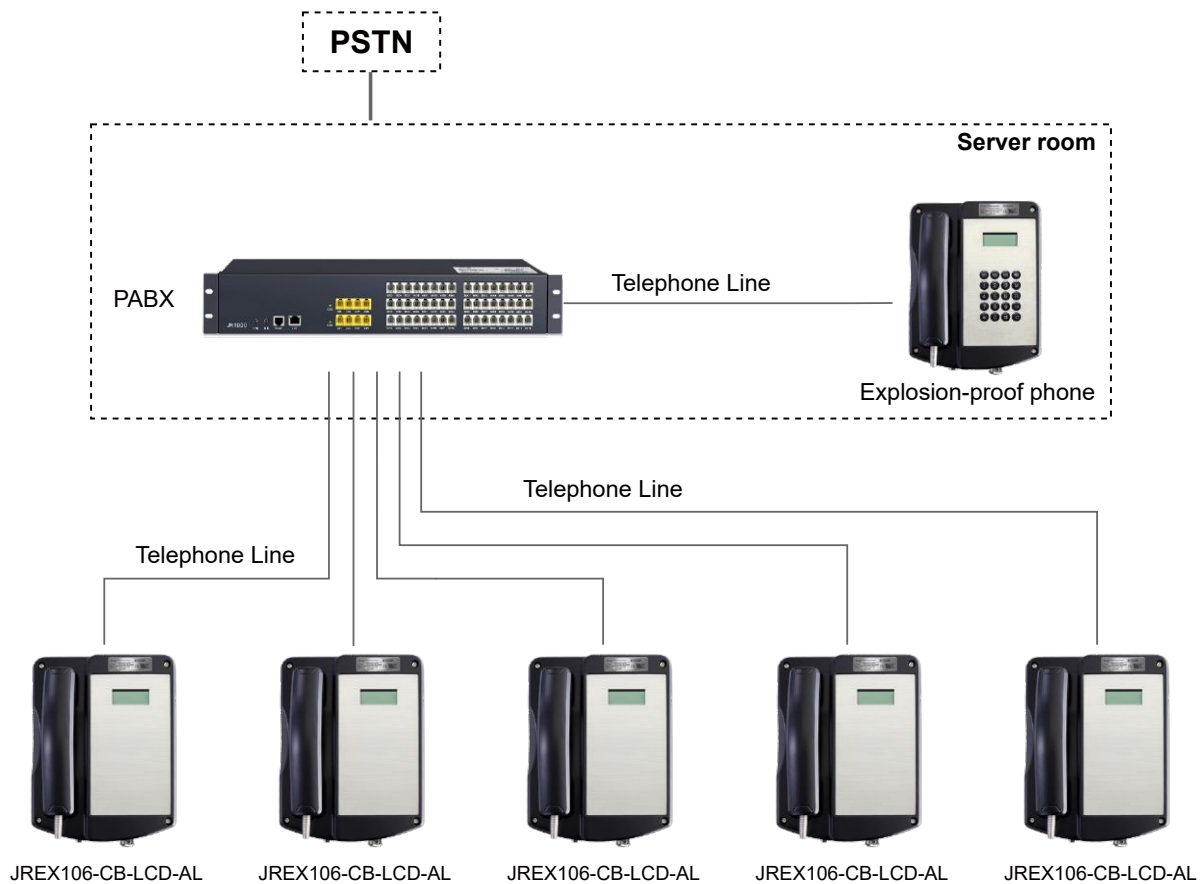 PSTN
Server room
PABX
JK1000
Telephone Line
Explosion-proof phone
Telephone Line
Telephone Line
JREX106-CB-LCD-AL
JREX106-CB-LCD-AL
JREX106-CB-LCD-AL
JREX106-CB-LCD-AL
JREX106-CB-LCD-AL